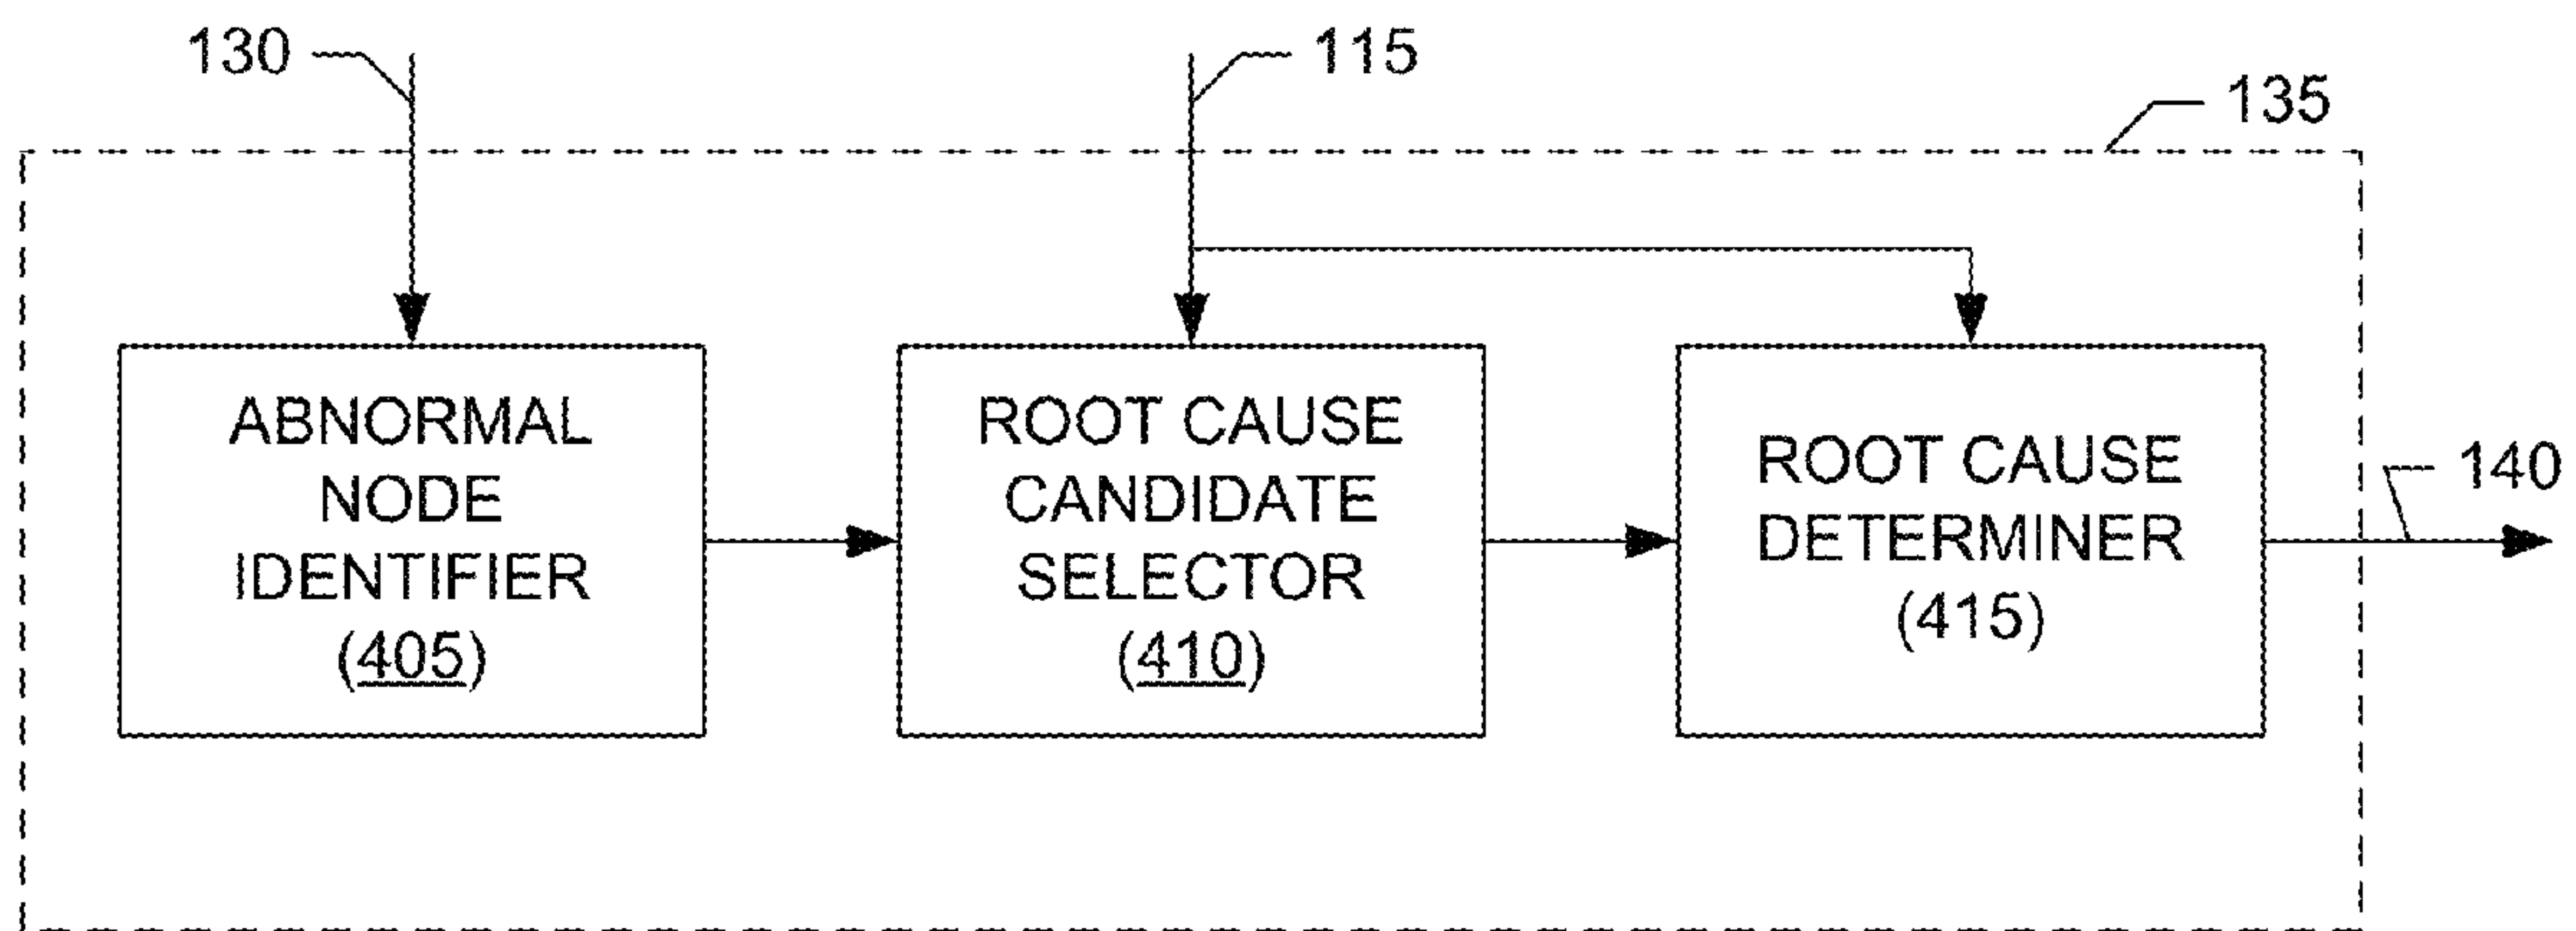 130
115
135
ABNORMAL
NODE
IDENTIFIER
(405)
ROOT CAUSE
CANDIDATE
SELECTOR
(410)
ROOT CAUSE
DETERMINER
(415)
140